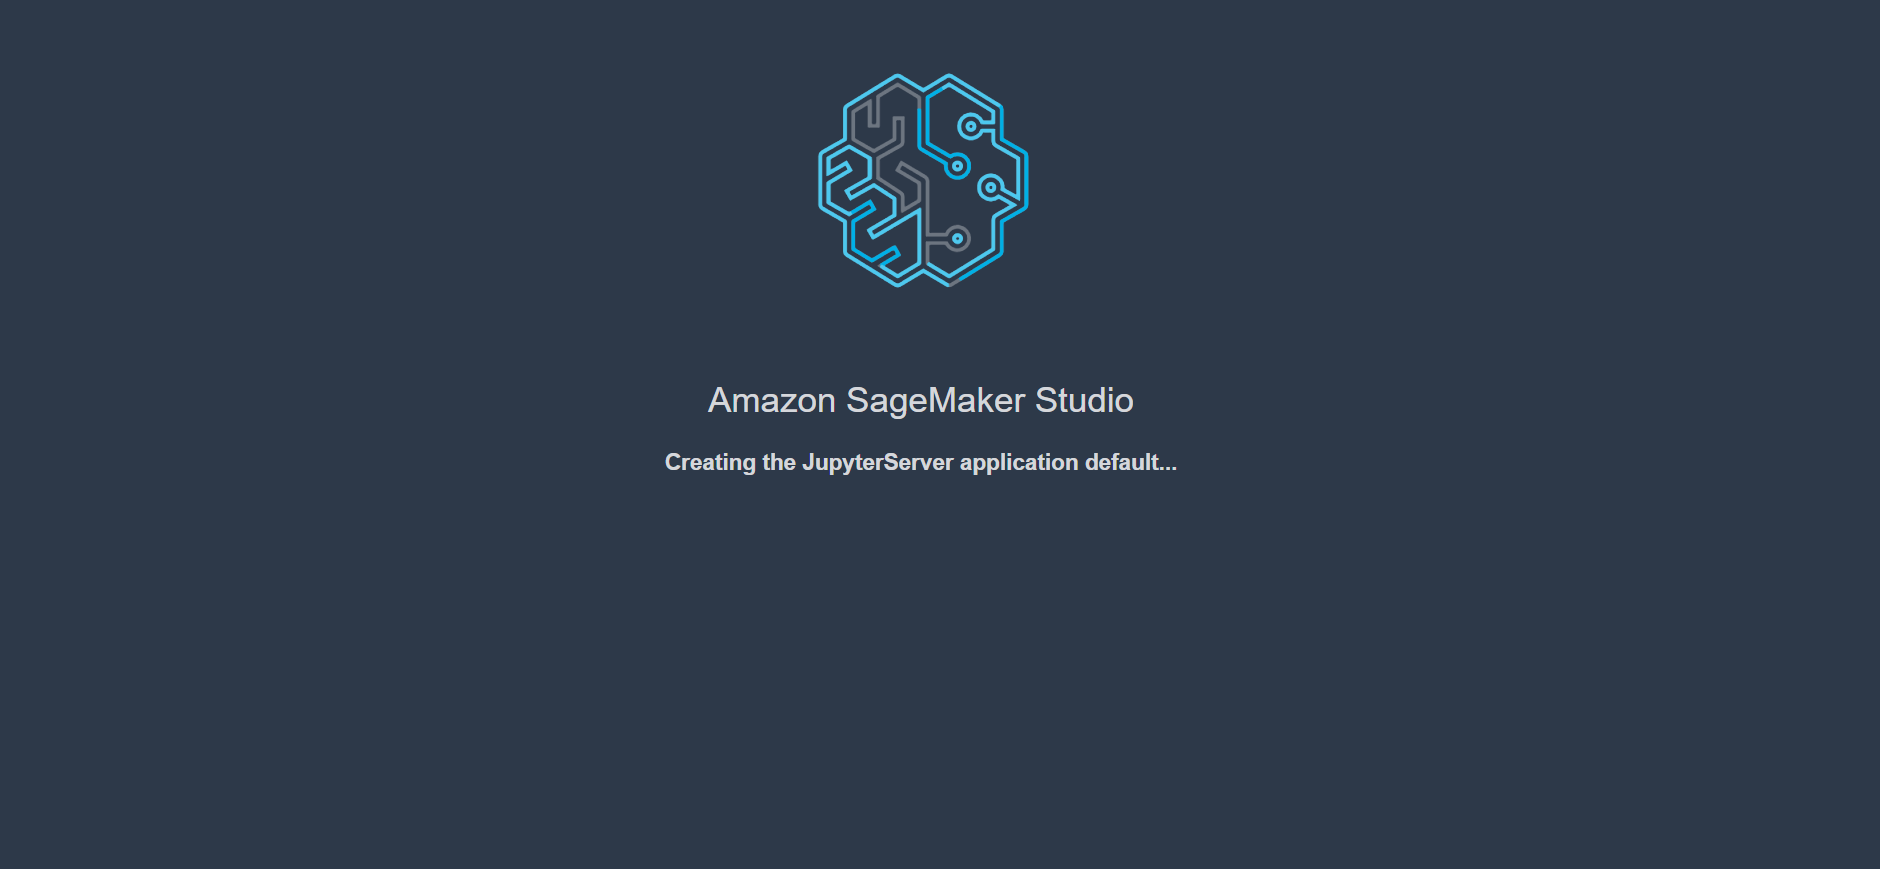 Amazon SageMaker Studio
Creating the JupyterServer application default...